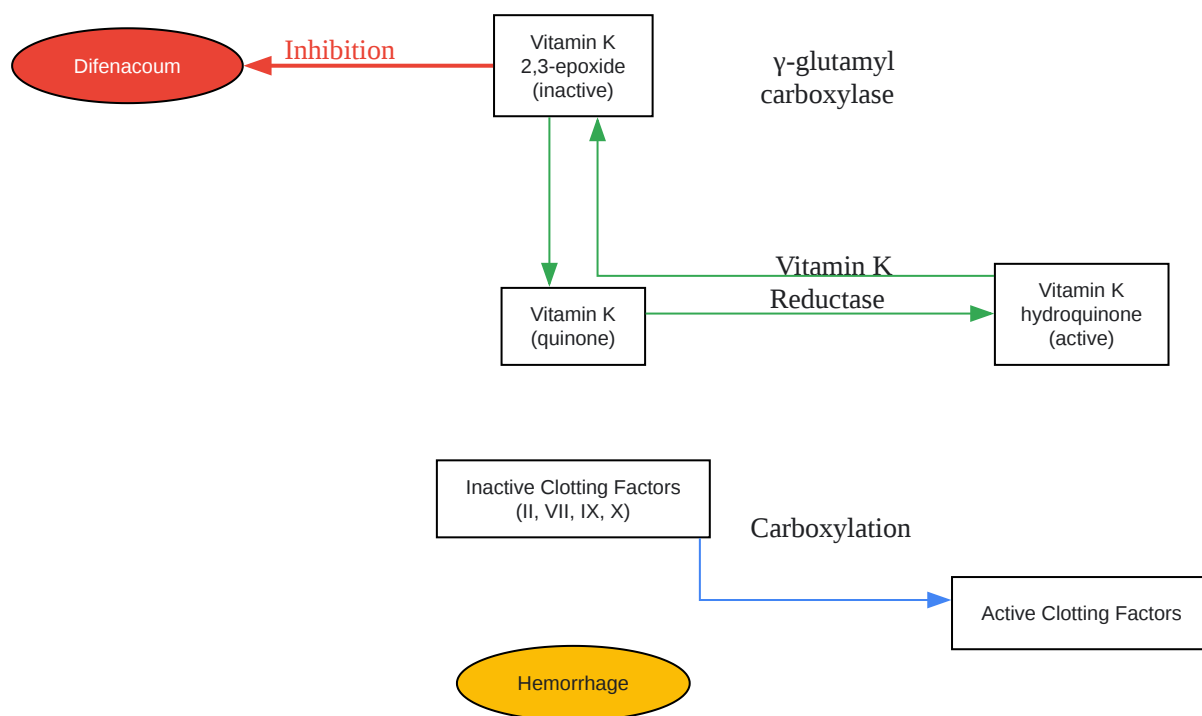 Difenacoum
Inhibition
Vitamin K
2,3-epoxide
(inactive)
γ-glutamyl
carboxylase
Vitamin K
(quinone)
Vitamin K
Reductase
Vitamin K
hydroquinone
(active)
Inactive Clotting Factors
(II, VII, IX, X)
Carboxylation
Active Clotting Factors
Hemorrhage